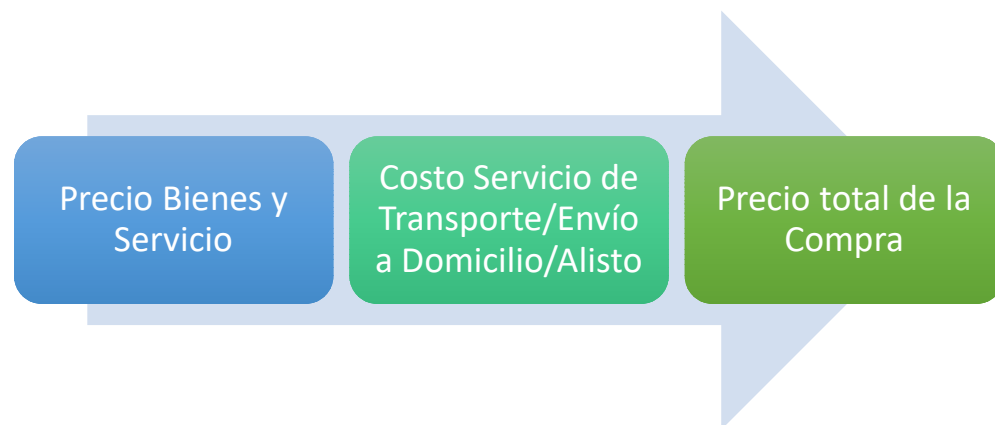 Precio Bienes y
Servicio
Costo Servicio de
Transporte/Envío
a Domicilio/Alisto
Precio total de la
Compra